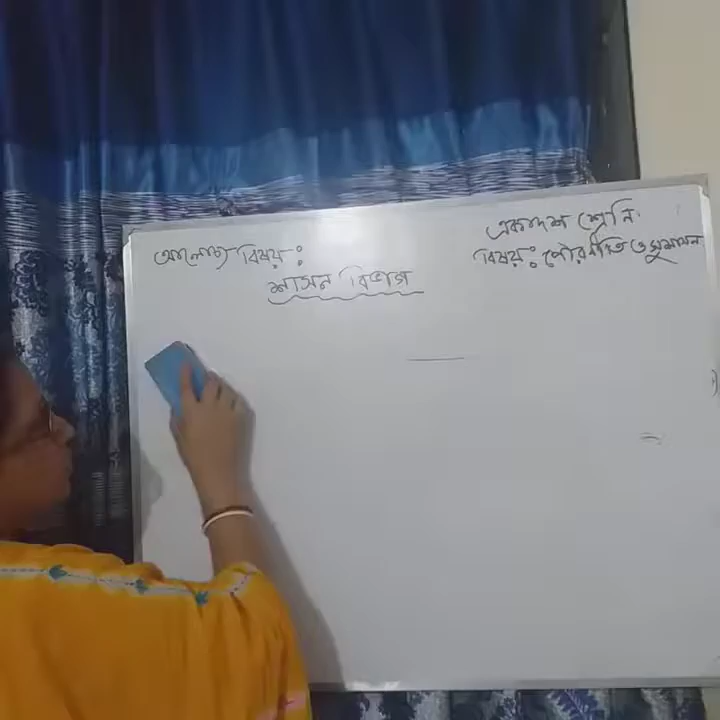 একাদশ শ্রেনি
আলোচ্য বিষয়ঃ
বিষয়ঃ পৌরনীতি ও সুশাসন
শাসন বিভাগ